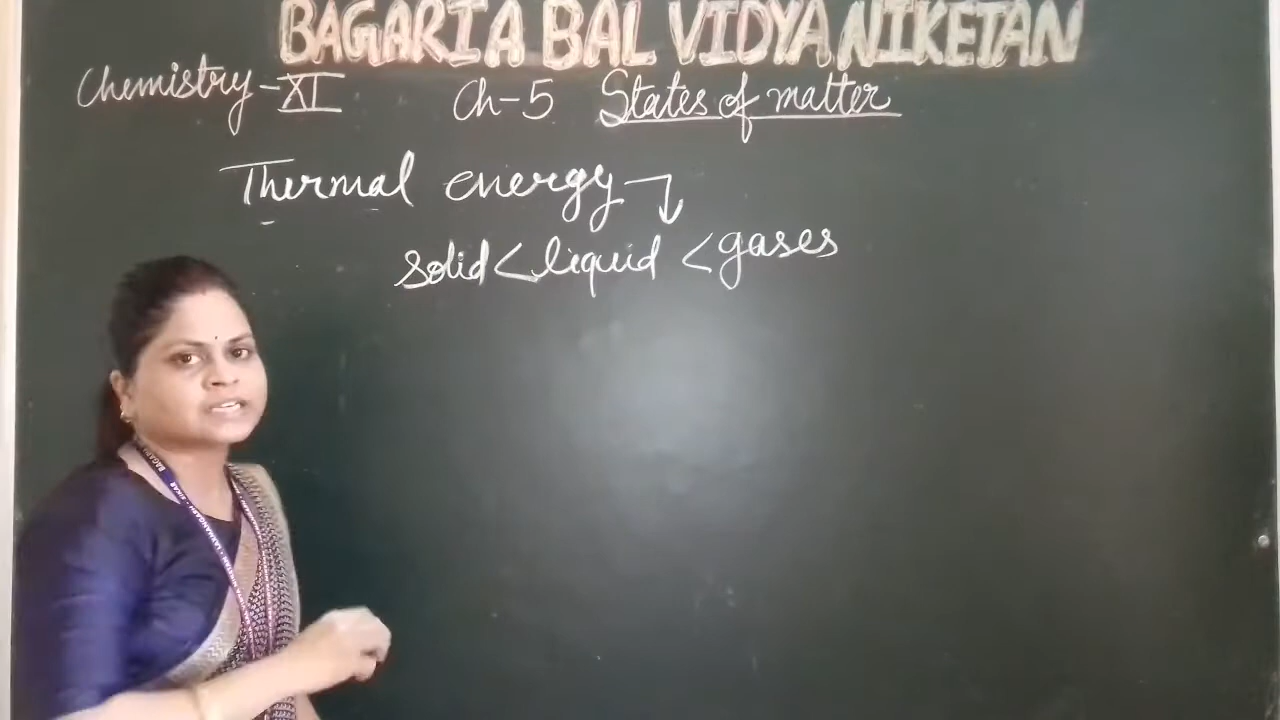 BAGARIA BAL VIDYA NIKETAN
Chemistry-XI Ch-5 States of matter
Thermal energy
solid < liquid < gases